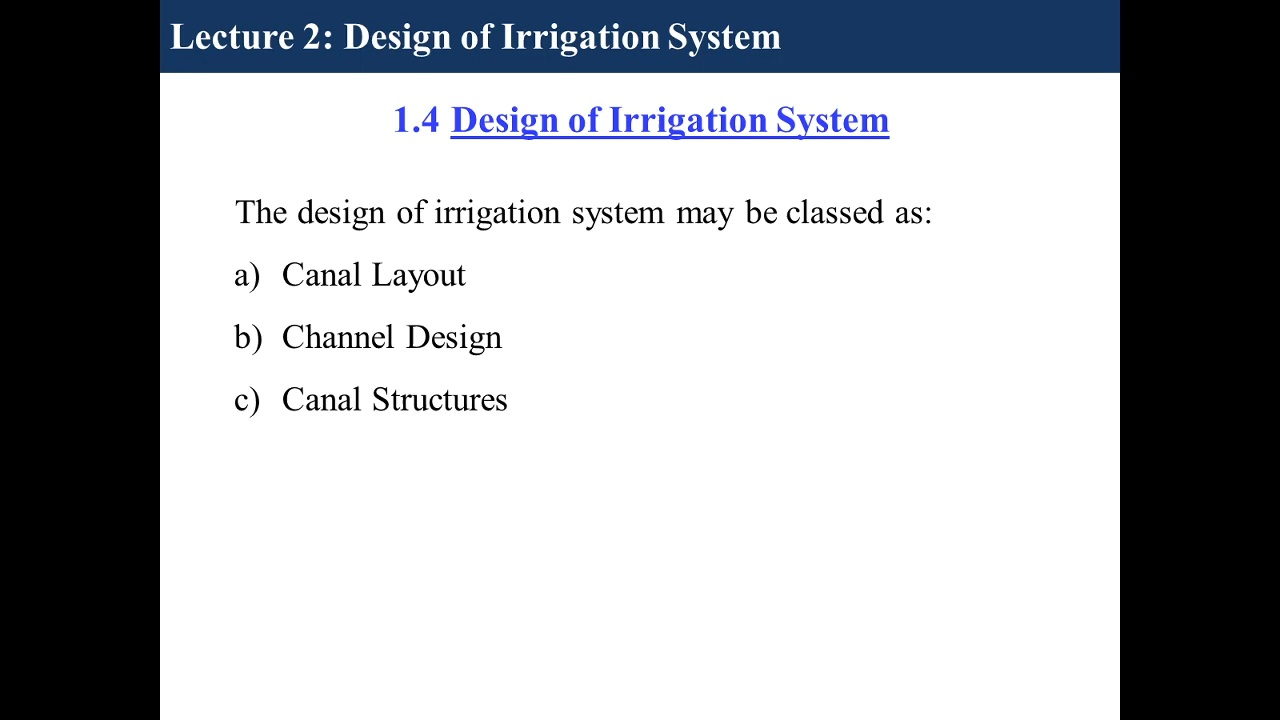 Lecture 2: Design of Irrigation System
1.4 Design of Irrigation System
The design of irrigation system may be classed as:
a) Canal Layout
b) Channel Design
c) Canal Structures